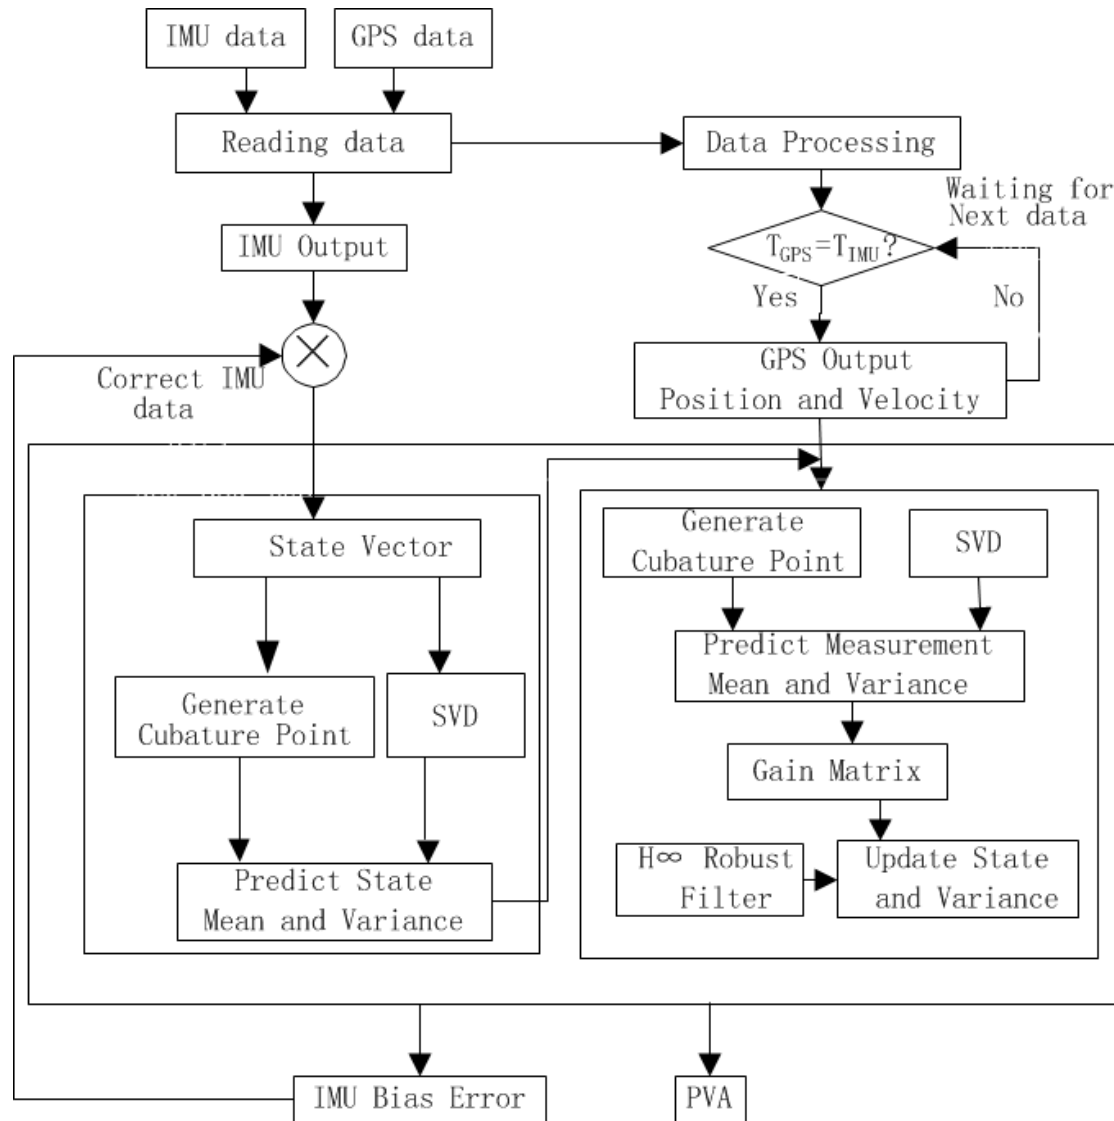 IMU data
GPS data
Reading data
Data Processing
Waiting for
Next data
IMU Output
T_GPS=T_IMU?
Yes
No
Correct IMU
data
GPS Output
Position and Velocity
State Vector
Generate
Cubature Point
SVD
Predict State
Mean and Variance
Generate
Cubature Point
SVD
Predict Measurement
Mean and Variance
Gain Matrix
H∞ Robust
Filter
Update State
and Variance
IMU Bias Error
PVA